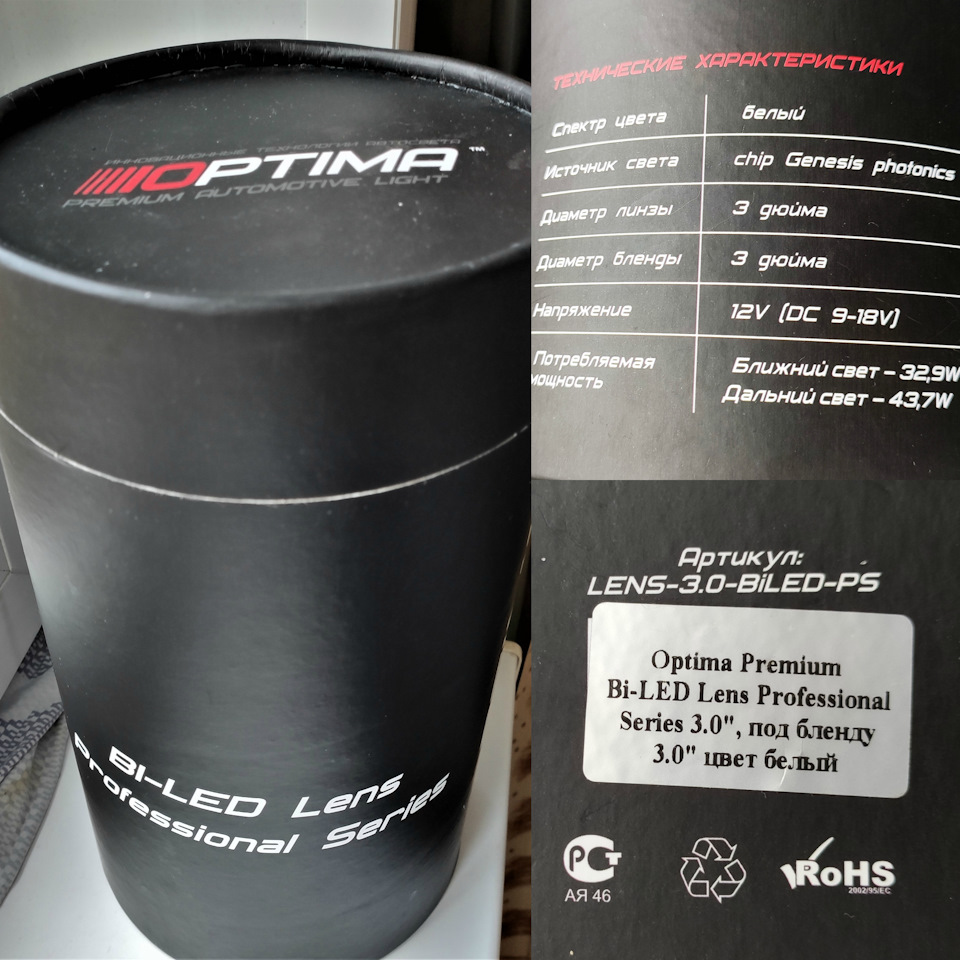 ИННОВАЦИОННЫЕ ТЕХНОЛОГИИ АВТОСВЕТА
OPTIMA™
PREMIUM AUTOMOTIVE LIGHT
Bi-LED Lens
Professional Series
ТЕХНИЧЕСКИЕ ХАРАКТЕРИСТИКИ
Спектр цвета белый
Источник света chip Genesis photonics
Диаметр линзы 3 дюйма
Диаметр бленды 3 дюйма
Напряжение 12V (DC 9-18V)
Потребляемая мощность Ближний свет – 32,9W
Дальний свет – 43,7W
Артикул:
LENS-3.0-BiLED-PS
Optima Premium
Bi-LED Lens Professional
Series 3.0", под бленду
3.0" цвет белый
РСТ
АЯ 46
RoHS
2002/95/EC